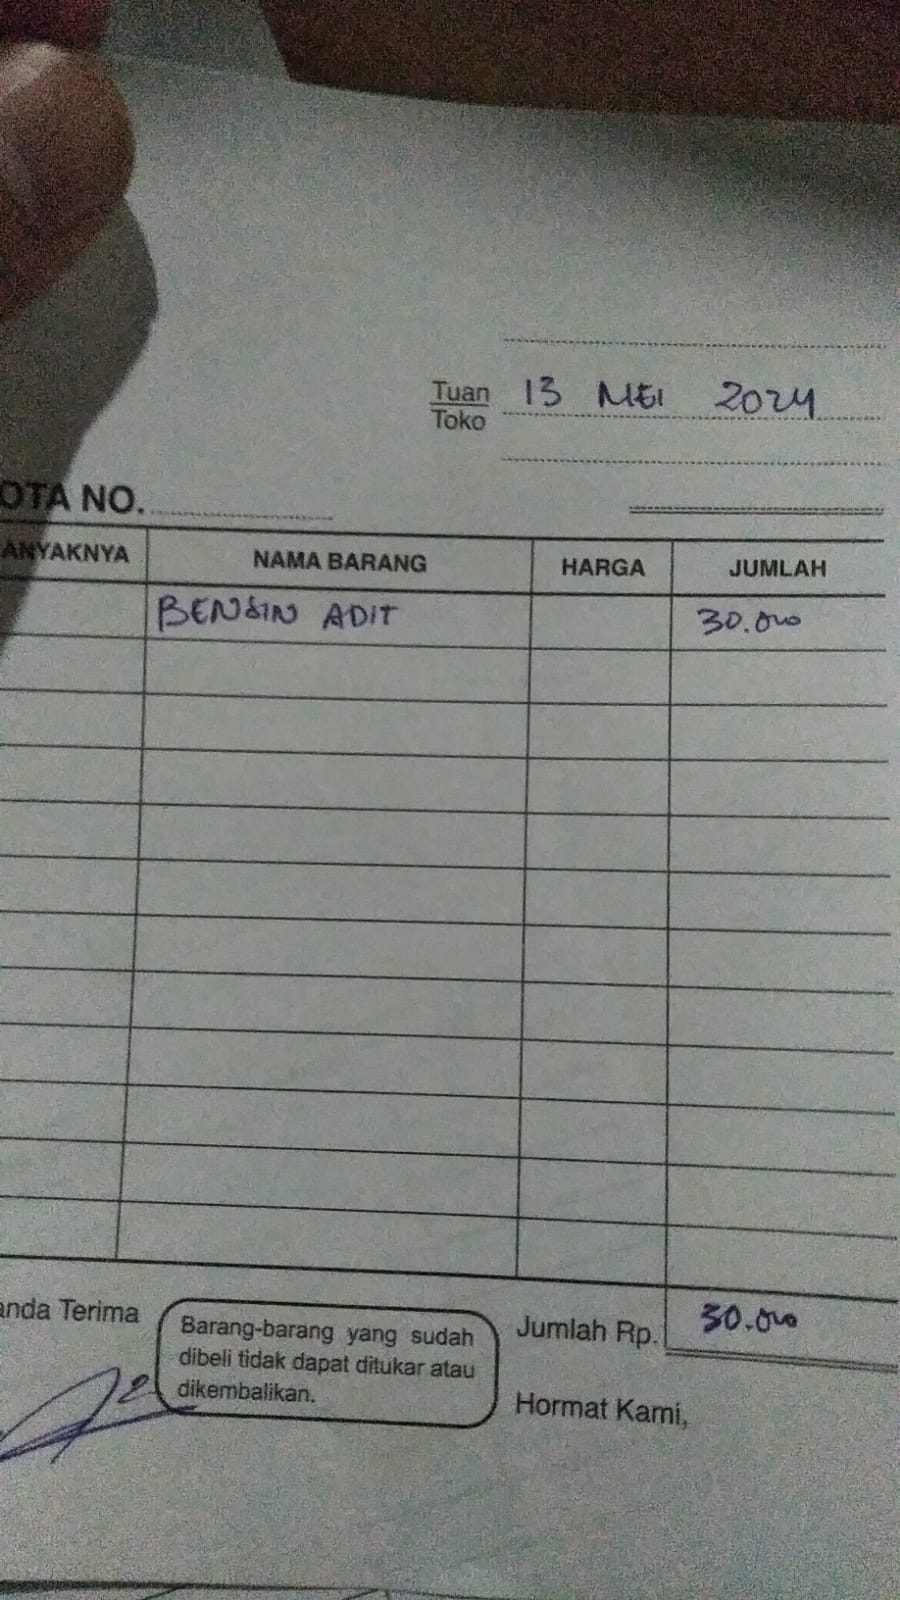 Tuan 13 MEI 2024
Toko
OTA NO.
ANYAKNYA NAMA BARANG HARGA JUMLAH
BENSIN ADIT 30.000
anda Terima
Barang-barang yang sudah
dibeli tidak dapat ditukar atau
dikembalikan.
Jumlah Rp. 30.000
Hormat Kami,